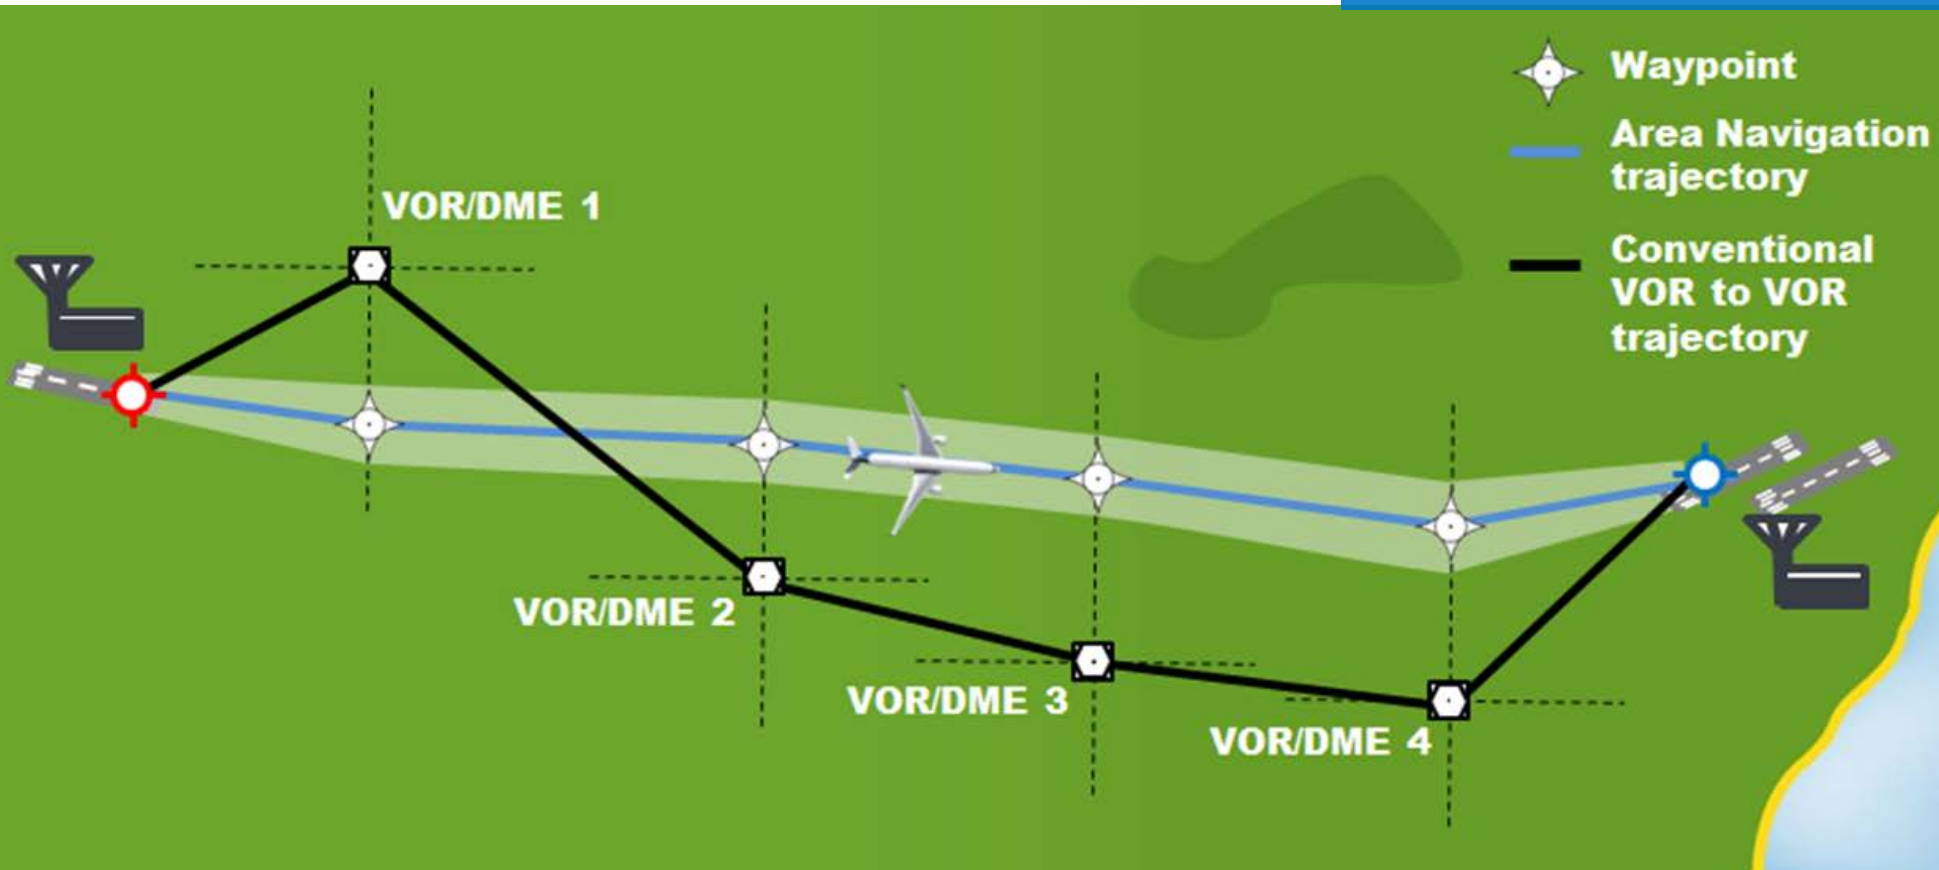 Waypoint
Area Navigation
trajectory
Conventional
VOR to VOR
trajectory
VOR/DME 1
VOR/DME 2
VOR/DME 3
VOR/DME 4